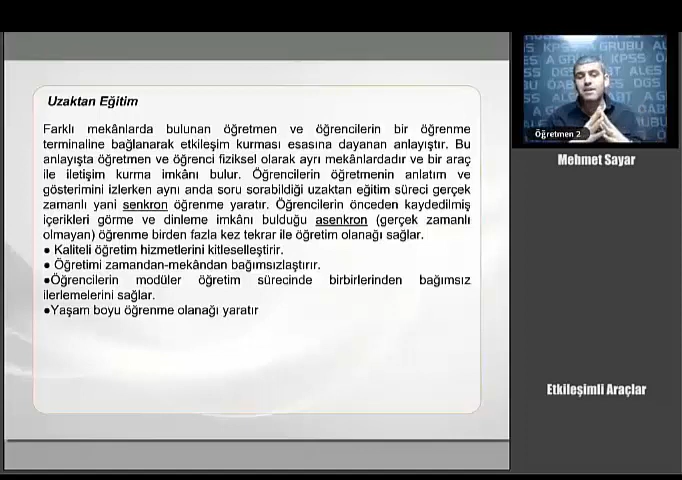 Uzaktan Eğitim
Farklı mekânlarda bulunan öğretmen ve öğrencilerin bir öğrenme
terminaline bağlanarak etkileşim kurması esasına dayanan anlayıştır. Bu
anlayışta öğretmen ve öğrenci fiziksel olarak ayrı mekânlardadır ve bir araç
ile iletişim kurma imkânı bulur. Öğrencilerin öğretmenin anlatım ve
gösterimini izlerken aynı anda soru sorabildiği uzaktan eğitim süreci gerçek
zamanlı yani senkron öğrenme yaratır. Öğrencilerin önceden kaydedilmiş
içerikleri görme ve dinleme imkânı bulduğu asenkron (gerçek zamanlı
olmayan) öğrenme birden fazla kez tekrar ile öğretim olanağı sağlar.
● Kaliteli öğretim hizmetlerini kitleselleştirir.
● Öğretimi zamandan-mekândan bağımsızlaştırır.
●Öğrencilerin modüler öğretim sürecinde birbirlerinden bağımsız
ilerlemelerini sağlar.
●Yaşam boyu öğrenme olanağı yaratır
A GRUBU
KPSS
ALES
DGS
Öğretmen 2
Mehmet Sayar
Etkileşimli Araçlar